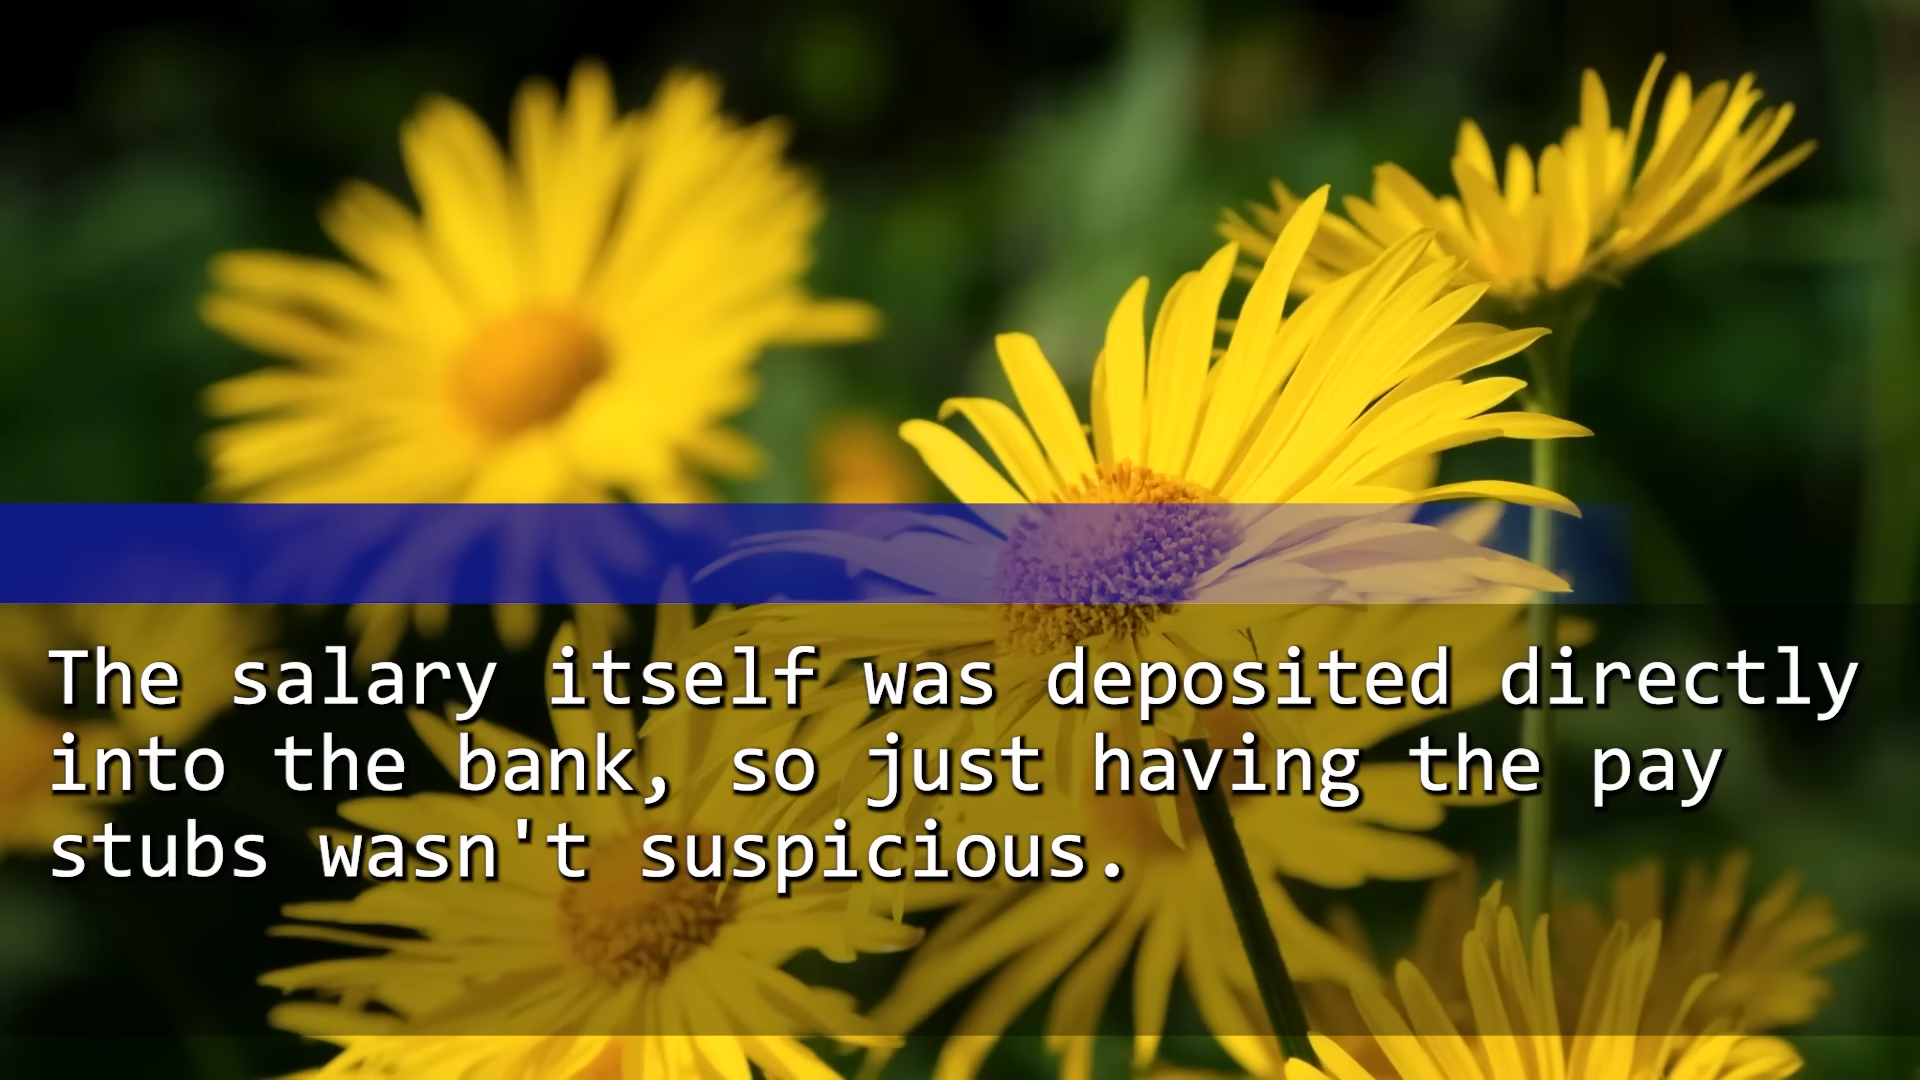 The salary itself was deposited directly
into the bank, so just having the pay
stubs wasn't suspicious.